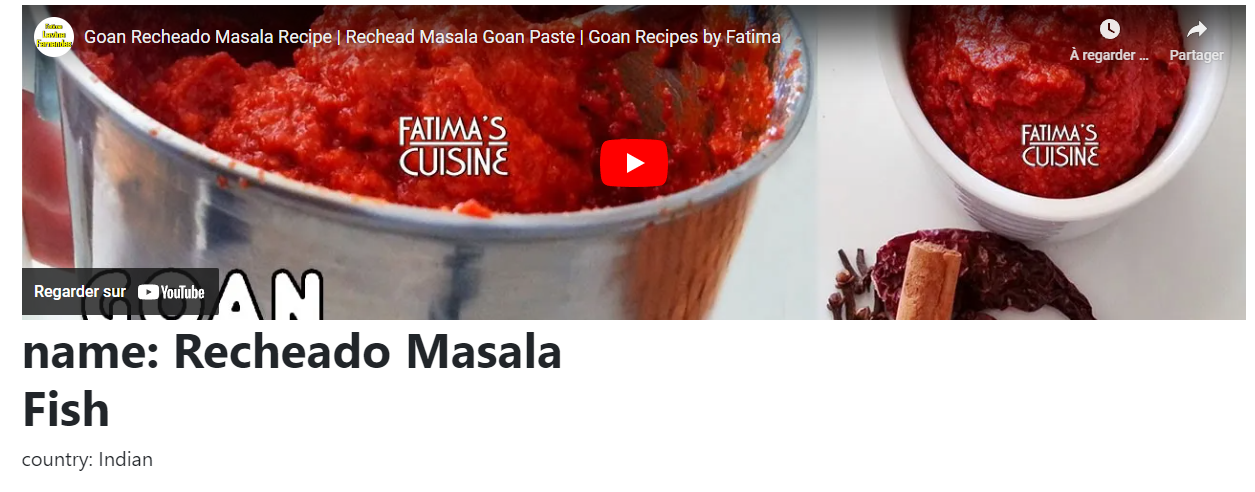 Goan Recheado Masala Recipe | Rechead Masala Goan Paste | Goan Recipes by Fatima
À regarder ...
Partager
FATIMA'S
CUISINE
FATIMA'S
CUISINE
Regarder sur YouTube
GOAN
name: Recheado Masala
Fish
country: Indian